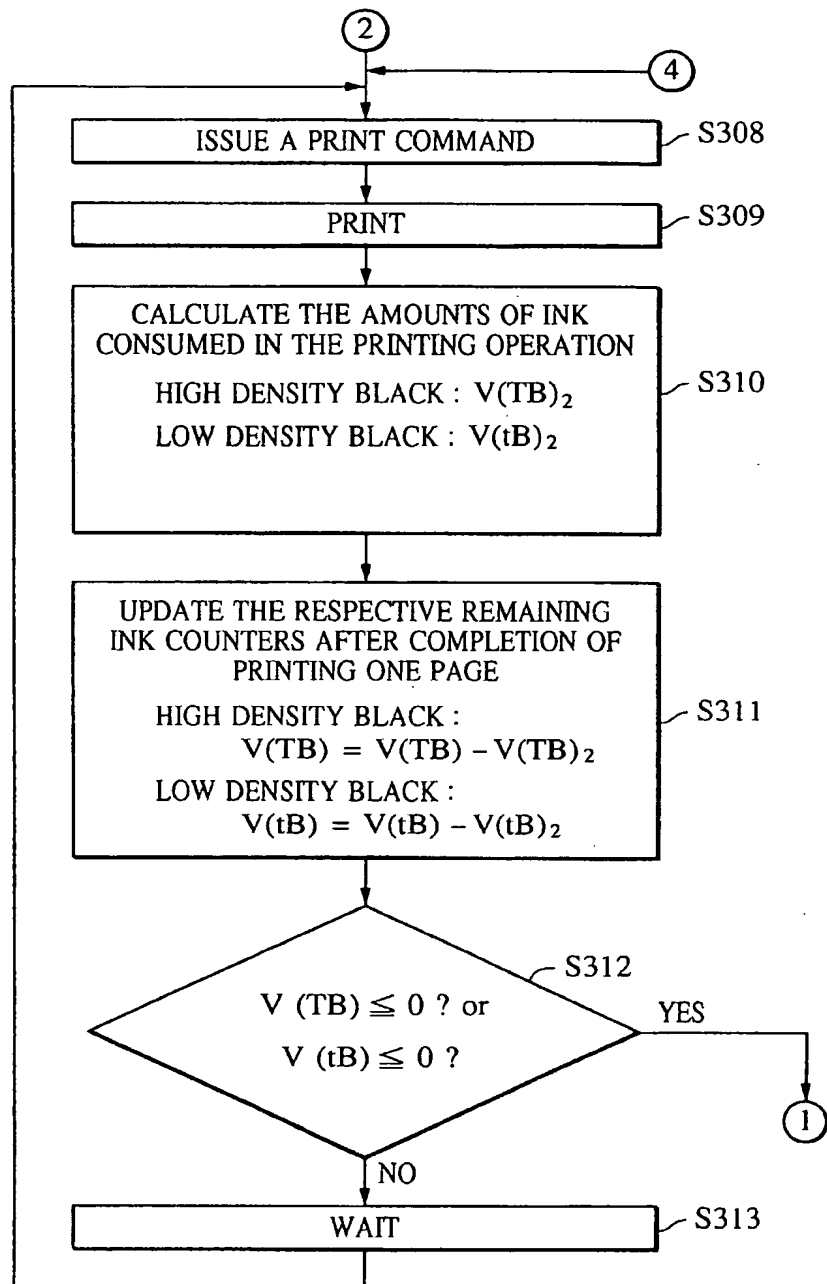 2
4
ISSUE A PRINT COMMAND
S308
PRINT
S309
CALCULATE THE AMOUNTS OF INK
CONSUMED IN THE PRINTING OPERATION
HIGH DENSITY BLACK : V(TB)₂
LOW DENSITY BLACK : V(tB)₂
S310
UPDATE THE RESPECTIVE REMAINING
INK COUNTERS AFTER COMPLETION OF
PRINTING ONE PAGE
HIGH DENSITY BLACK :
V(TB) = V(TB) – V(TB)₂
LOW DENSITY BLACK :
V(tB) = V(tB) – V(tB)₂
S311
S312
V (TB) ≦ 0 ? or
V (tB) ≦ 0 ?
YES
1
NO
WAIT
S313